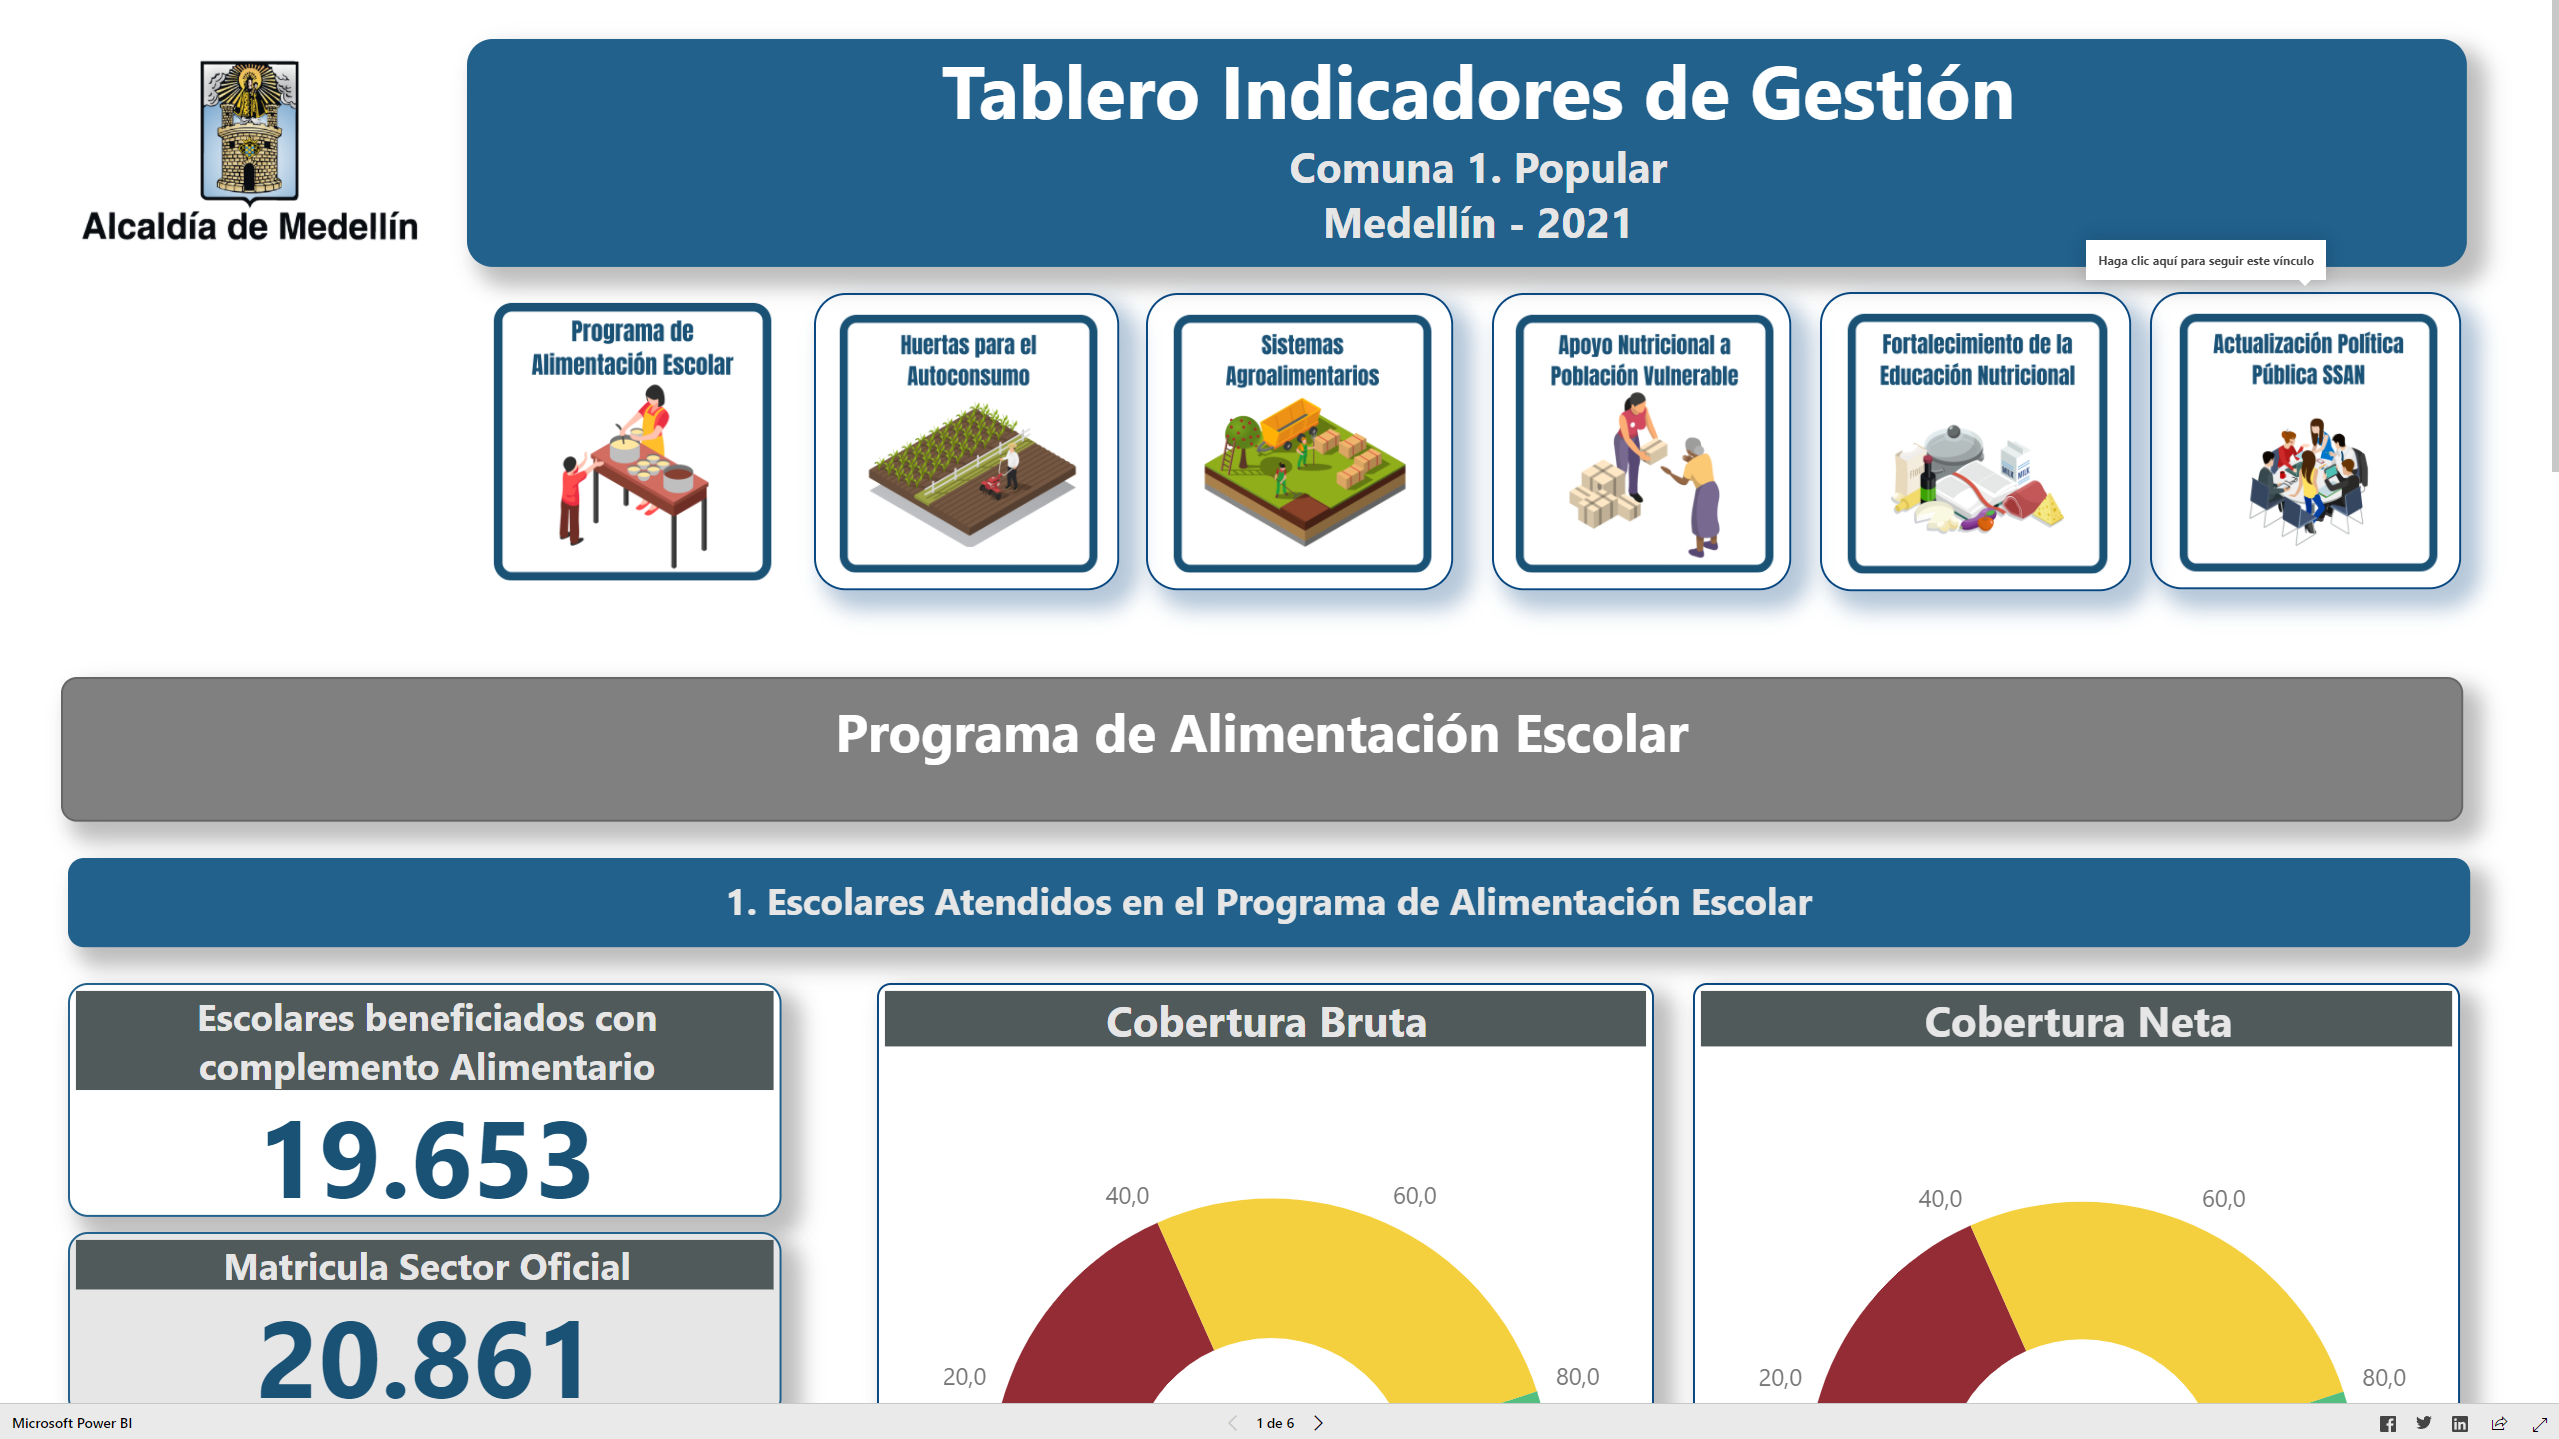 Tablero Indicadores de Gestión
Comuna 1. Popular
Medellín - 2021
Alcaldía de Medellín
Haga clic aquí para seguir este vínculo
Programa de
Alimentación Escolar
Huertas para el
Autoconsumo
Sistemas
Agroalimentarios
Apoyo Nutricional a
Población Vulnerable
Fortalecimiento de la
Educación Nutricional
Actualización Política
Pública SSAN
Programa de Alimentación Escolar
1. Escolares Atendidos en el Programa de Alimentación Escolar
Escolares beneficiados con
complemento Alimentario
19.653
Matricula Sector Oficial
20.861
Cobertura Bruta
40,0
60,0
20,0
80,0
Cobertura Neta
40,0
60,0
20,0
80,0
Microsoft Power BI
1 de 6